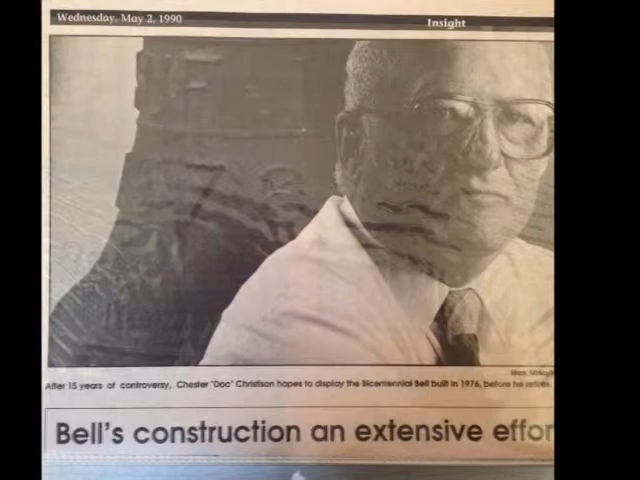 Wednesday, May 2, 1990
Insight
After 15 years of controversy, Chester "Doc" Christison hopes to display the Bicentennial Bell built in 1976, before he retires.
Bell's construction an extensive effor